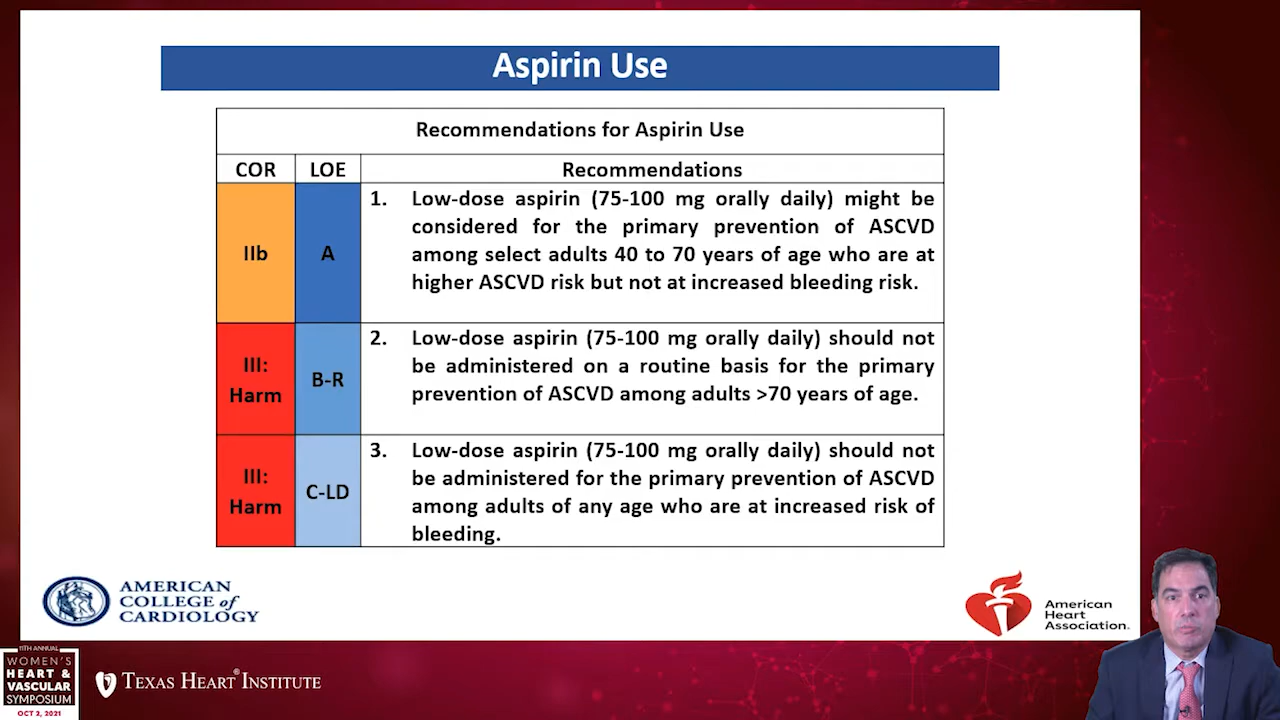 Aspirin Use
Recommendations for Aspirin Use
COR LOE Recommendations
IIb
A
1. Low-dose aspirin (75-100 mg orally daily) might be
considered for the primary prevention of ASCVD
among select adults 40 to 70 years of age who are at
higher ASCVD risk but not at increased bleeding risk.
III:
Harm
B-R
2. Low-dose aspirin (75-100 mg orally daily) should not
be administered on a routine basis for the primary
prevention of ASCVD among adults >70 years of age.
III:
Harm
C-LD
3. Low-dose aspirin (75-100 mg orally daily) should not
be administered for the primary prevention of ASCVD
among adults of any age who are at increased risk of
bleeding.
AMERICAN
COLLEGE of
CARDIOLOGY
American
Heart
Association.
11TH ANNUAL
WOMEN'S
HEART &
VASCULAR
SYMPOSIUM
OCT 2, 2021
TEXAS HEART® INSTITUTE